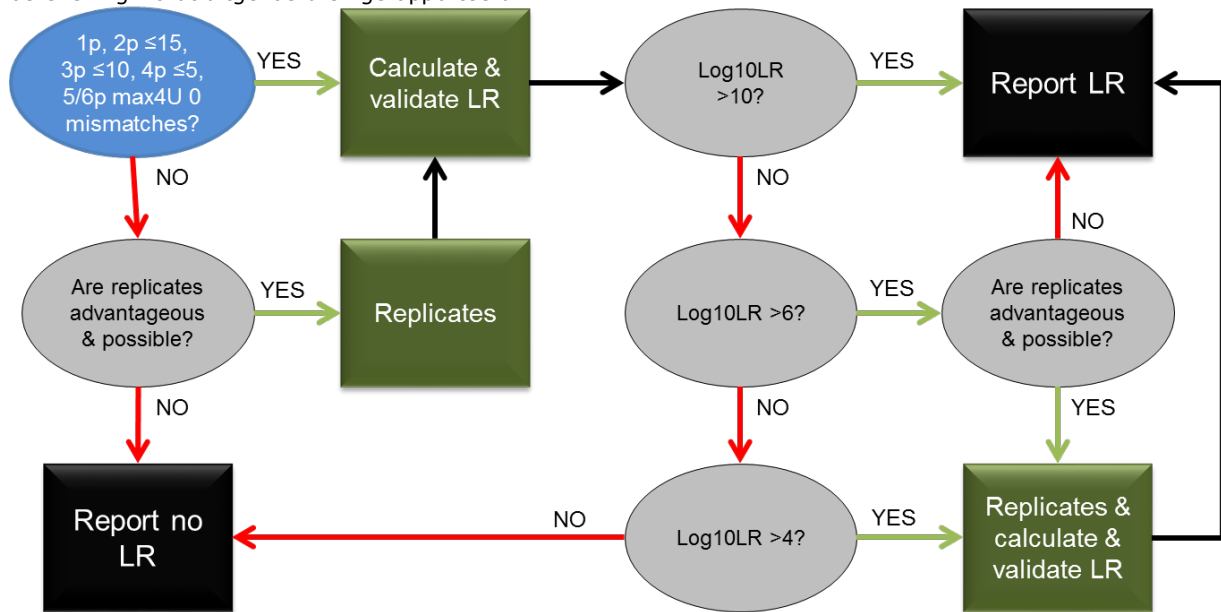 1p, 2p ≤15,
3p ≤10, 4p ≤5,
5/6p max4U 0
mismatches?
YES
Calculate &
validate LR
Log10LR
>10?
YES
Report LR
NO
NO
NO
Are replicates
advantageous
& possible?
YES
Replicates
Log10LR >6?
YES
Are replicates
advantageous
& possible?
NO
NO
YES
Report no
LR
NO
Log10LR >4?
YES
Replicates &
calculate &
validate LR